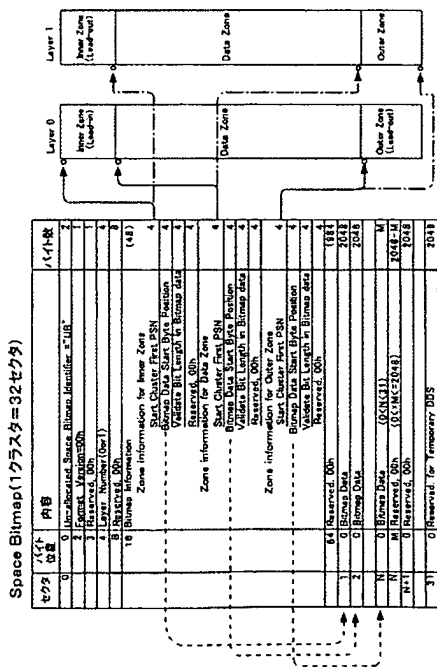 Space Bitmap(1クラスタ=32セクタ)
セクタ バイト位置 内容 バイト数
0 0 Unallocated Space Bitmap Identifier ="UB" 2
2 Format Version=00h 1
3 Reserved, 00h 1
4 Layer Number(0or1) 4
8 Reserved, 00h 8
16 Bitmap Information (48)
Zone information for Inner Zone
Start Cluster First PSN 4
Bitmap Data Start Byte Position 4
Validate Bit Length in Bitmap data 4
Reserved, 00h 4
Zone information for Data Zone
Start Cluster First PSN 4
Bitmap Data Start Byte Position 4
Validate Bit Length in Bitmap data 4
Reserved, 00h 4
Zone information for Outer Zone
Start Cluster First PSN 4
Bitmap Data Start Byte Position 4
Validate Bit Length in Bitmap data 4
Reserved, 00h 4
64 Reserved, 00h 1984
1 0 Bitmap Data 2048
2 0 Bitmap Data 2048
N 0 Bitmap Data (0<N<31) M
N M Reserved, 00h (0<M<=2048) 2048-M
N+1 0 Reserved, 00h 2048
31 0 Reserved for Temporary DDS
Layer 0
Inner Zone
(Lead-in)
Data Zone
Outer Zone
(Lead-out)
Layer 1
Inner Zone
(Lead-out)
Data Zone
Outer Zone